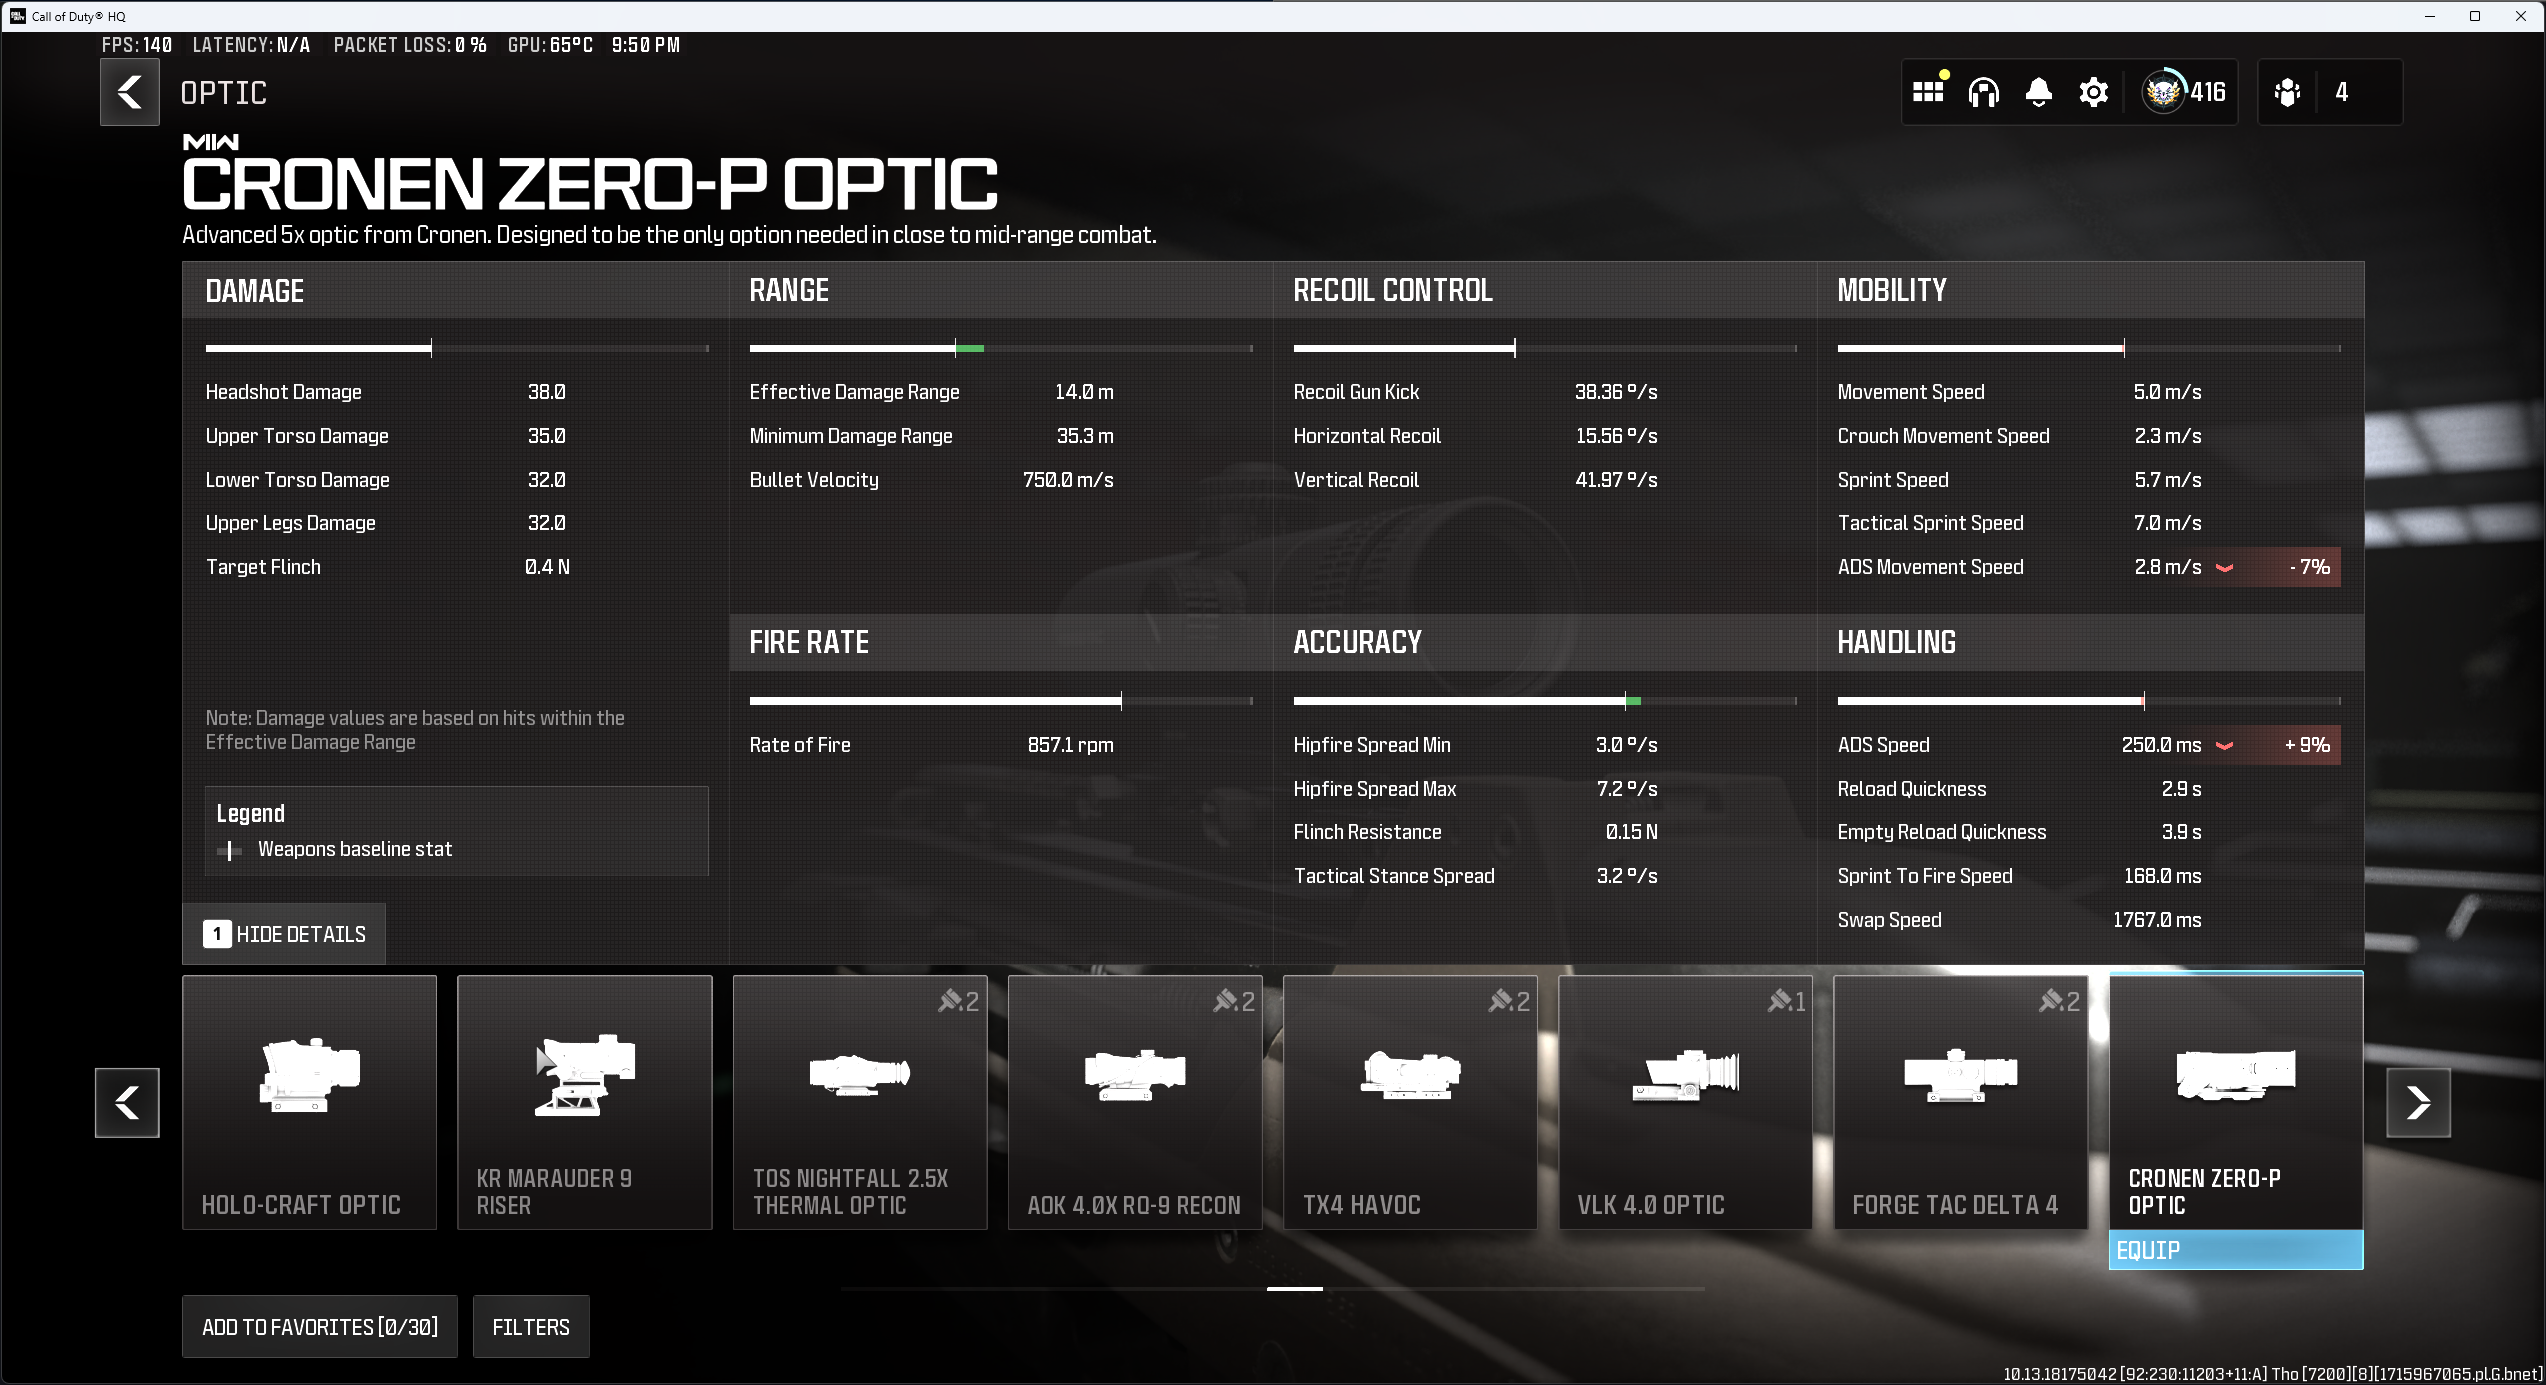 Call of Duty® HQ
FPS: 140 LATENCY: N/A PACKET LOSS: 0 % GPU: 65°C 9:50 PM
OPTIC
416
4
MW
CRONEN ZERO-P OPTIC
Advanced 5x optic from Cronen. Designed to be the only option needed in close to mid-range combat.
DAMAGE
Headshot Damage 38.0
Upper Torso Damage 35.0
Lower Torso Damage 32.0
Upper Legs Damage 32.0
Target Flinch 0.4 N
Note: Damage values are based on hits within the
Effective Damage Range
Legend
Weapons baseline stat
1 HIDE DETAILS
RANGE
Effective Damage Range 14.0 m
Minimum Damage Range 35.3 m
Bullet Velocity 750.0 m/s
FIRE RATE
Rate of Fire 857.1 rpm
RECOIL CONTROL
Recoil Gun Kick 38.36 º/s
Horizontal Recoil 15.56 º/s
Vertical Recoil 41.97 º/s
ACCURACY
Hipfire Spread Min 3.0 º/s
Hipfire Spread Max 7.2 º/s
Flinch Resistance 0.15 N
Tactical Stance Spread 3.2 º/s
MOBILITY
Movement Speed 5.0 m/s
Crouch Movement Speed 2.3 m/s
Sprint Speed 5.7 m/s
Tactical Sprint Speed 7.0 m/s
ADS Movement Speed 2.8 m/s - 7%
HANDLING
ADS Speed 250.0 ms + 9%
Reload Quickness 2.9 s
Empty Reload Quickness 3.9 s
Sprint To Fire Speed 168.0 ms
Swap Speed 1767.0 ms
HOLO-CRAFT OPTIC
KR MARAUDER 9
RISER
2
TOS NIGHTFALL 2.5X
THERMAL OPTIC
2
AOK 4.0X RQ-9 RECON
2
TX4 HAVOC
1
VLK 4.0 OPTIC
2
FORGE TAC DELTA 4
CRONEN ZERO-P
OPTIC
EQUIP
ADD TO FAVORITES [0/30]
FILTERS
10.13.18175042 [92:230:11203+11:A] Tho [7200][8][1715967065.pl.G.bnet]